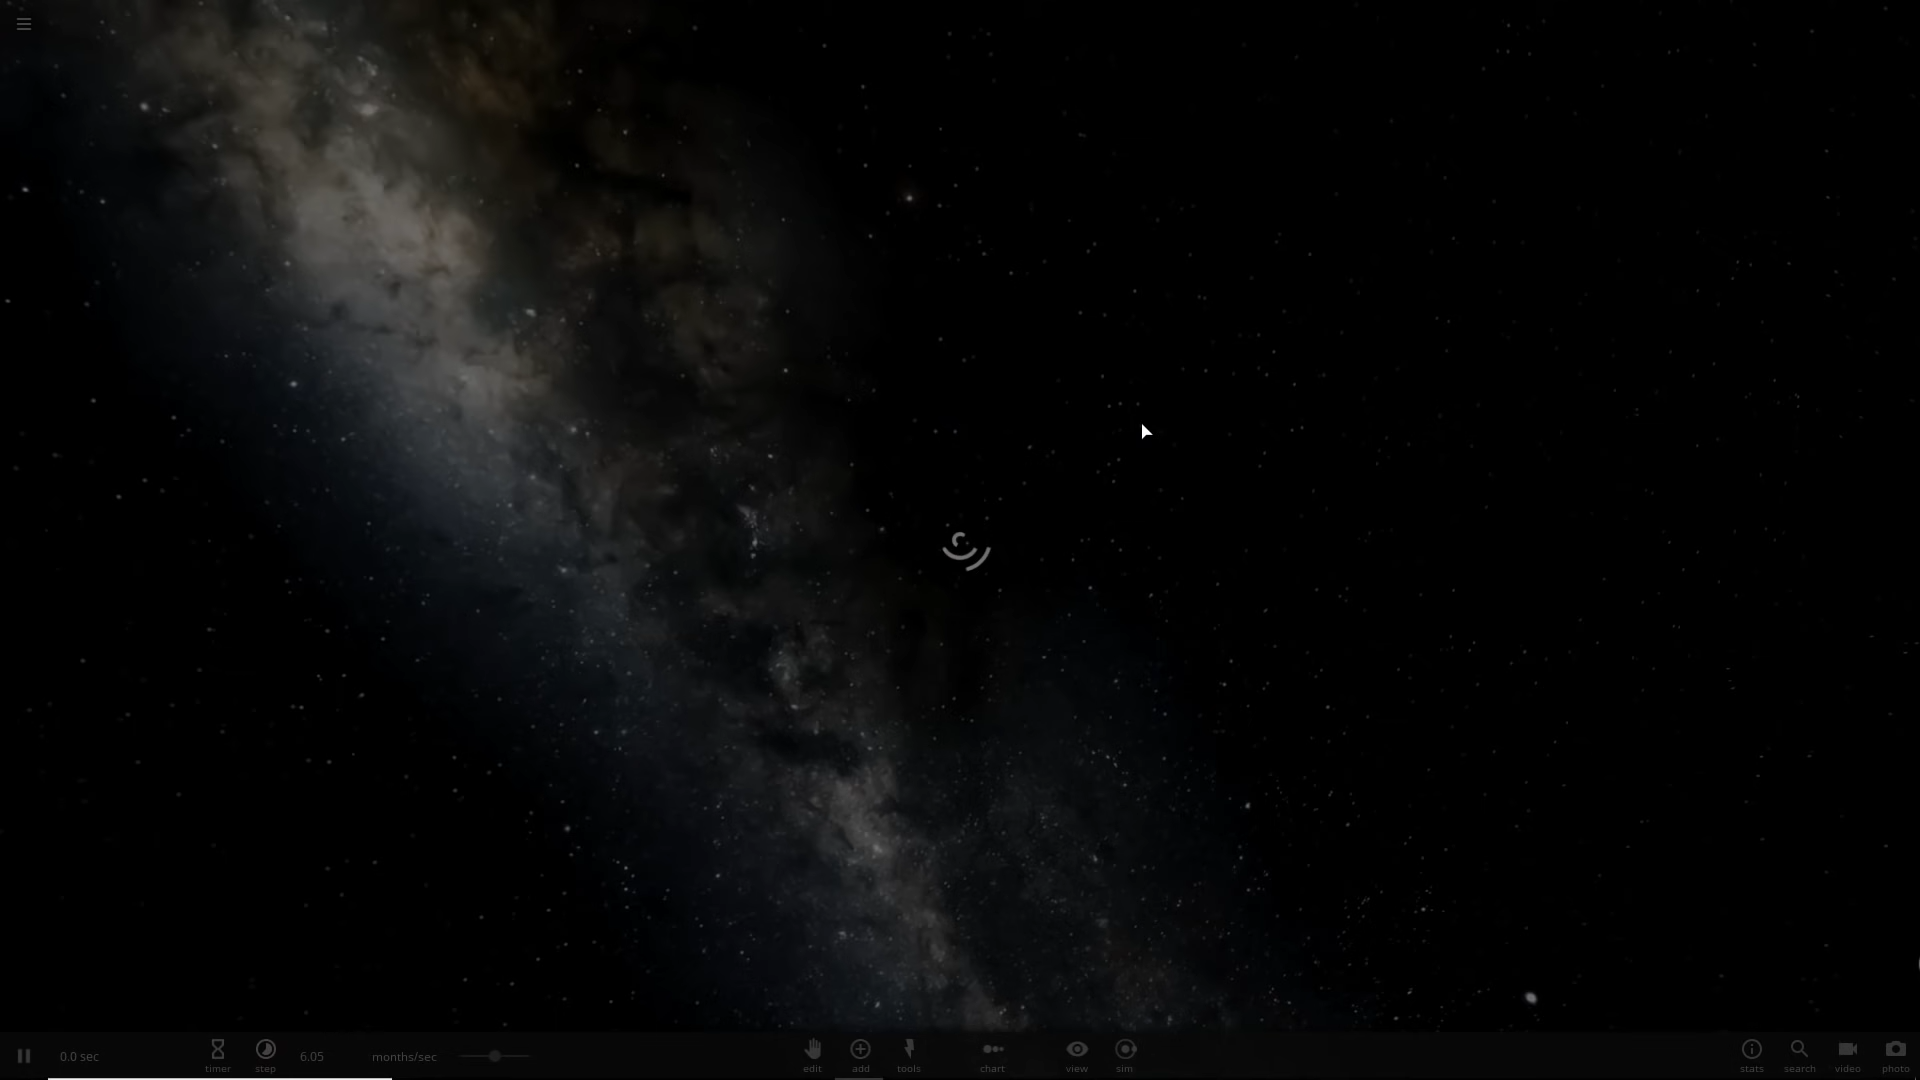 0.0 sec
timer
step
6.05
months/sec
edit
add
tools
chart
view
sim
stats
search
video
photo